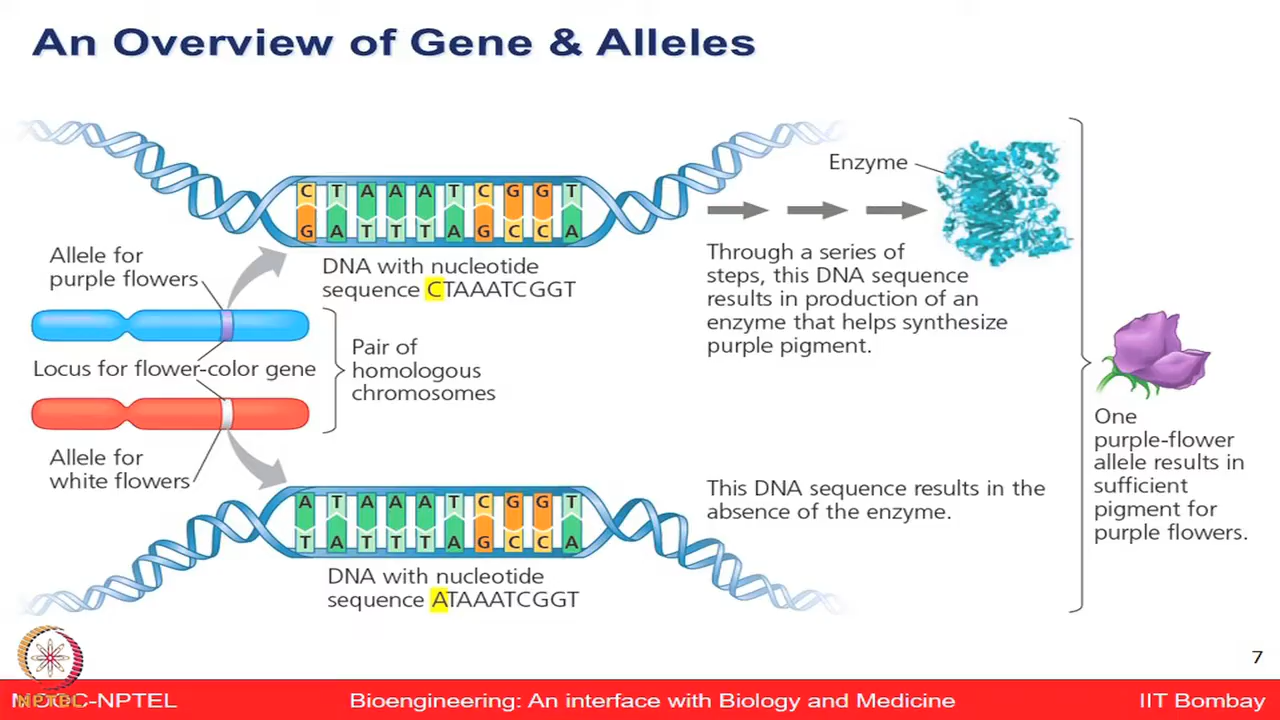 An Overview of Gene & Alleles
Enzyme
C T A A A T C G G T
G A T T T A G C C A
Allele for
purple flowers
DNA with nucleotide
sequence CTAAATCGGT
Through a series of
steps, this DNA sequence
results in production of an
enzyme that helps synthesize
purple pigment.
Locus for flower-color gene
Pair of
homologous
chromosomes
Allele for
white flowers
A T A A A T C G G T
T A T T T A G C C A
DNA with nucleotide
sequence ATAAATCGGT
This DNA sequence results in the
absence of the enzyme.
One
purple-flower
allele results in
sufficient
pigment for
purple flowers.
7
NPTEL
-NPTEL
Bioengineering: An interface with Biology and Medicine
IIT Bombay